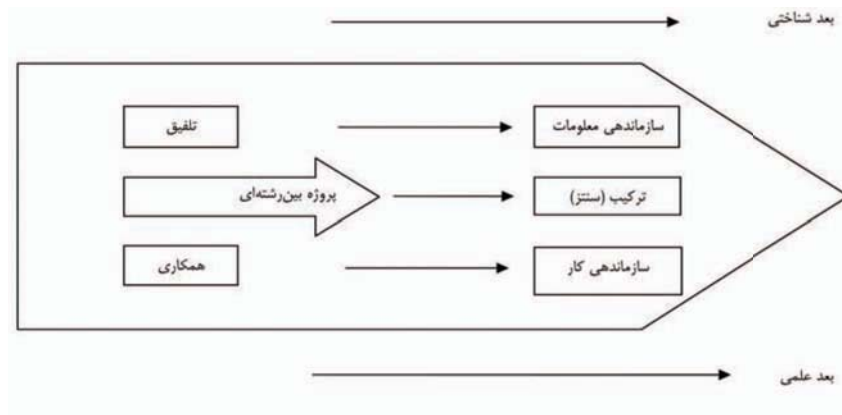 بعد شناختی
تلفیق
سازماندهی معلومات
پروژه بین‌رشته‌ای
ترکیب (سنتز)
همکاری
سازماندهی کار
بعد علمی